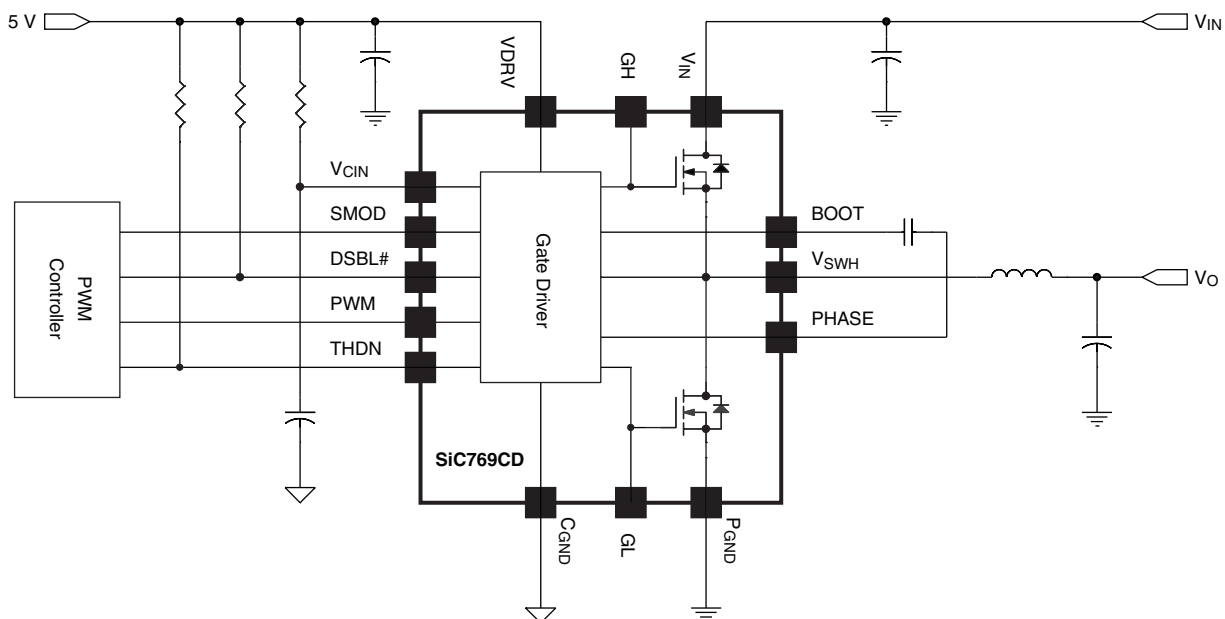 5 V
VDRV
GH
VIN
VIN
VCIN
SMOD
DSBL#
PWM
THDN
PWM
Controller
Gate Driver
BOOT
VSWH
PHASE
VO
SiC769CD
CGND
GL
PGND